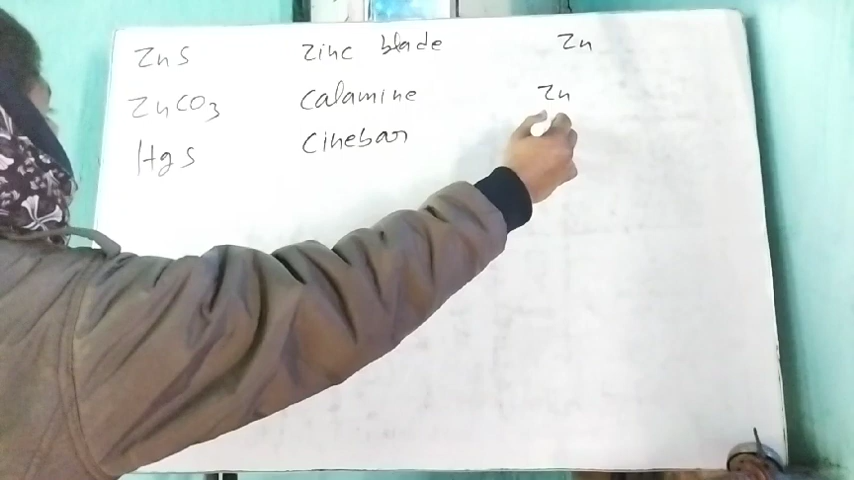 ZnS Zinc blade Zn
ZnCO3 Calamine Zn
HgS Cinebar